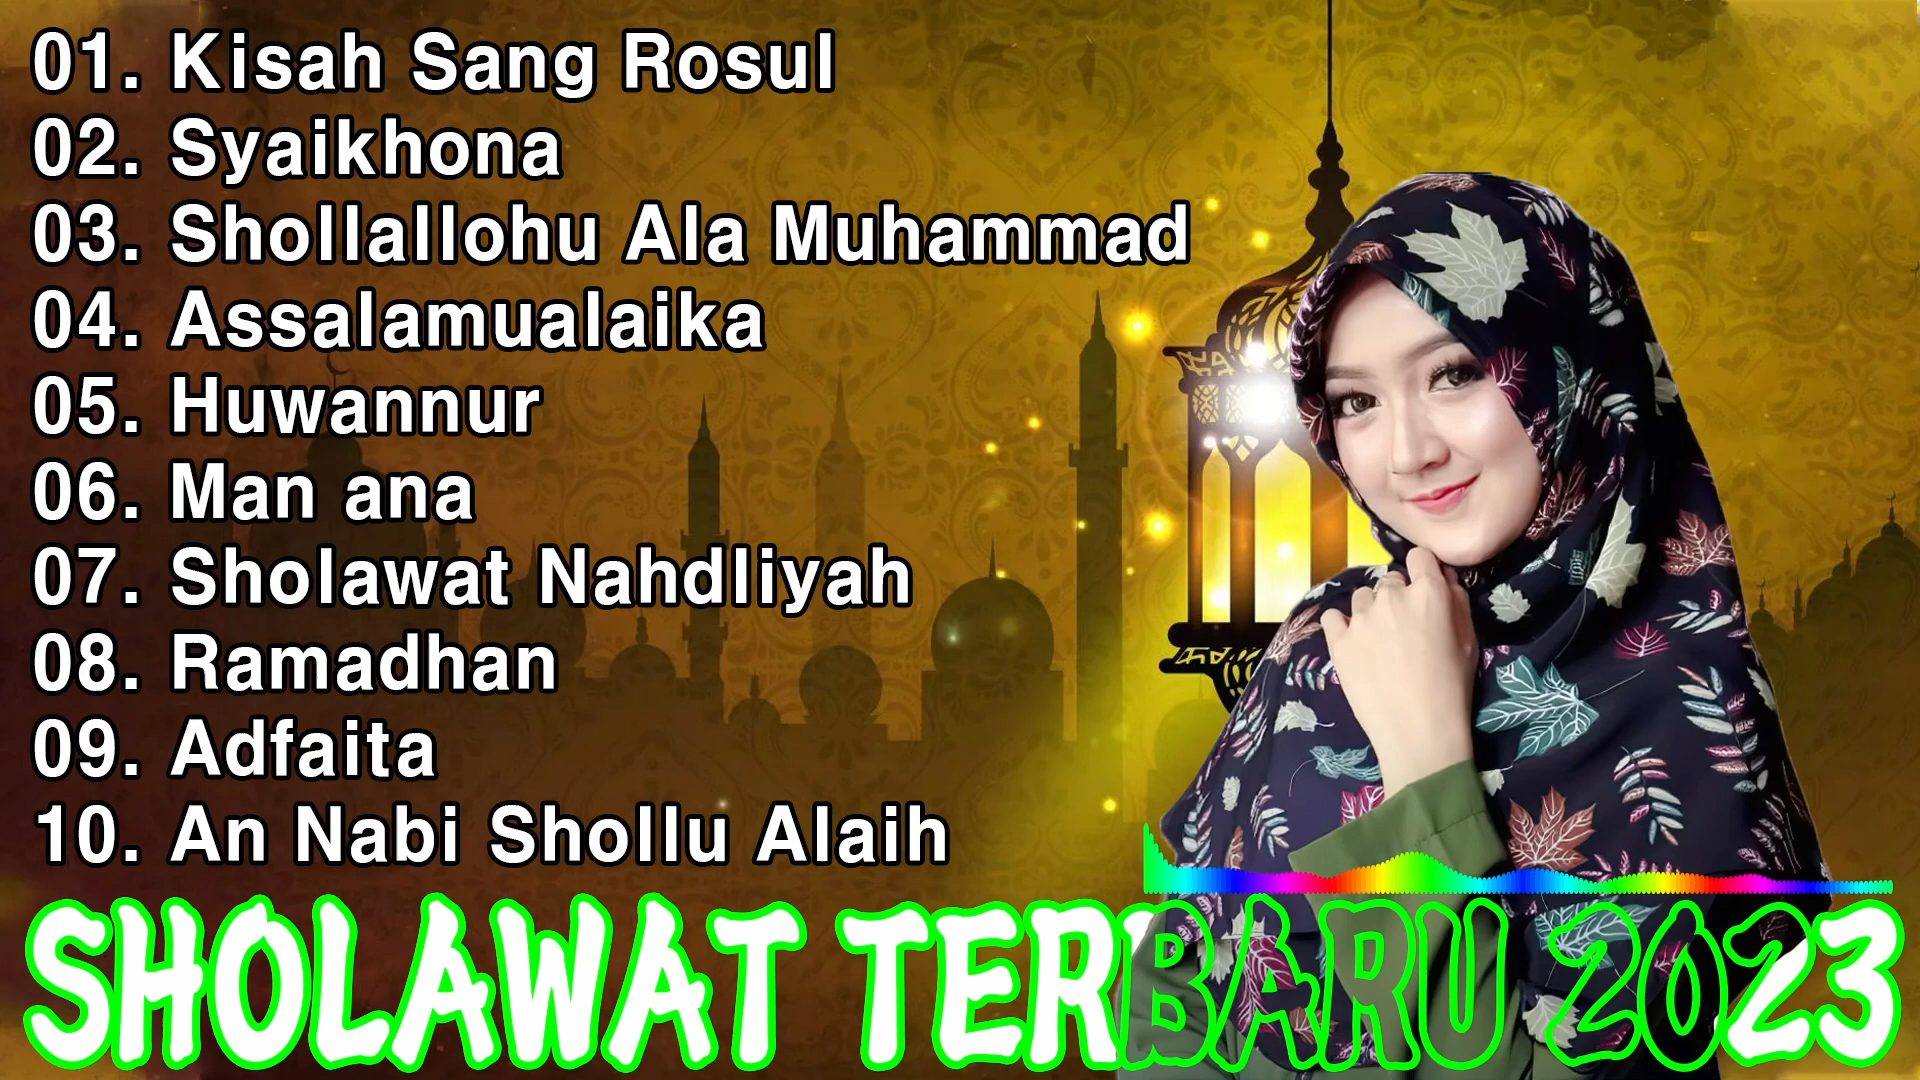 01. Kisah Sang Rosul
02. Syaikhona
03. Shollallohu Ala Muhammad
04. Assalamualaika
05. Huwannur
06. Man ana
07. Sholawat Nahdliyah
08. Ramadhan
09. Adfaita
10. An Nabi Shollu Alaih
SHOLAWAT TERBARU 2023